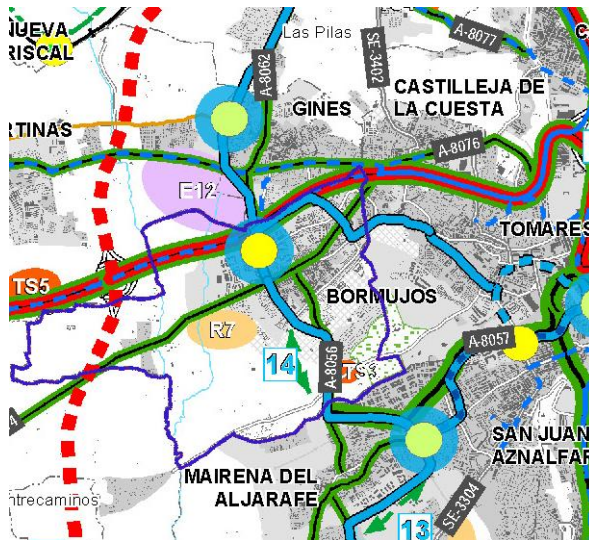 NUEVA
RISCAL
Las Pilas
SE-3402
A-8077
A-8062
CASTILLEJA DE
LA CUESTA
GINES
RTINAS
A-8076
E12
TOMARES
TS5
BORMUJOS
R7
A-8057
14
A-8056
TS3
SAN JUAN
AZNALFAR
MAIRENA DEL
ALJARAFE
ntrecaminos
SE-3304
13